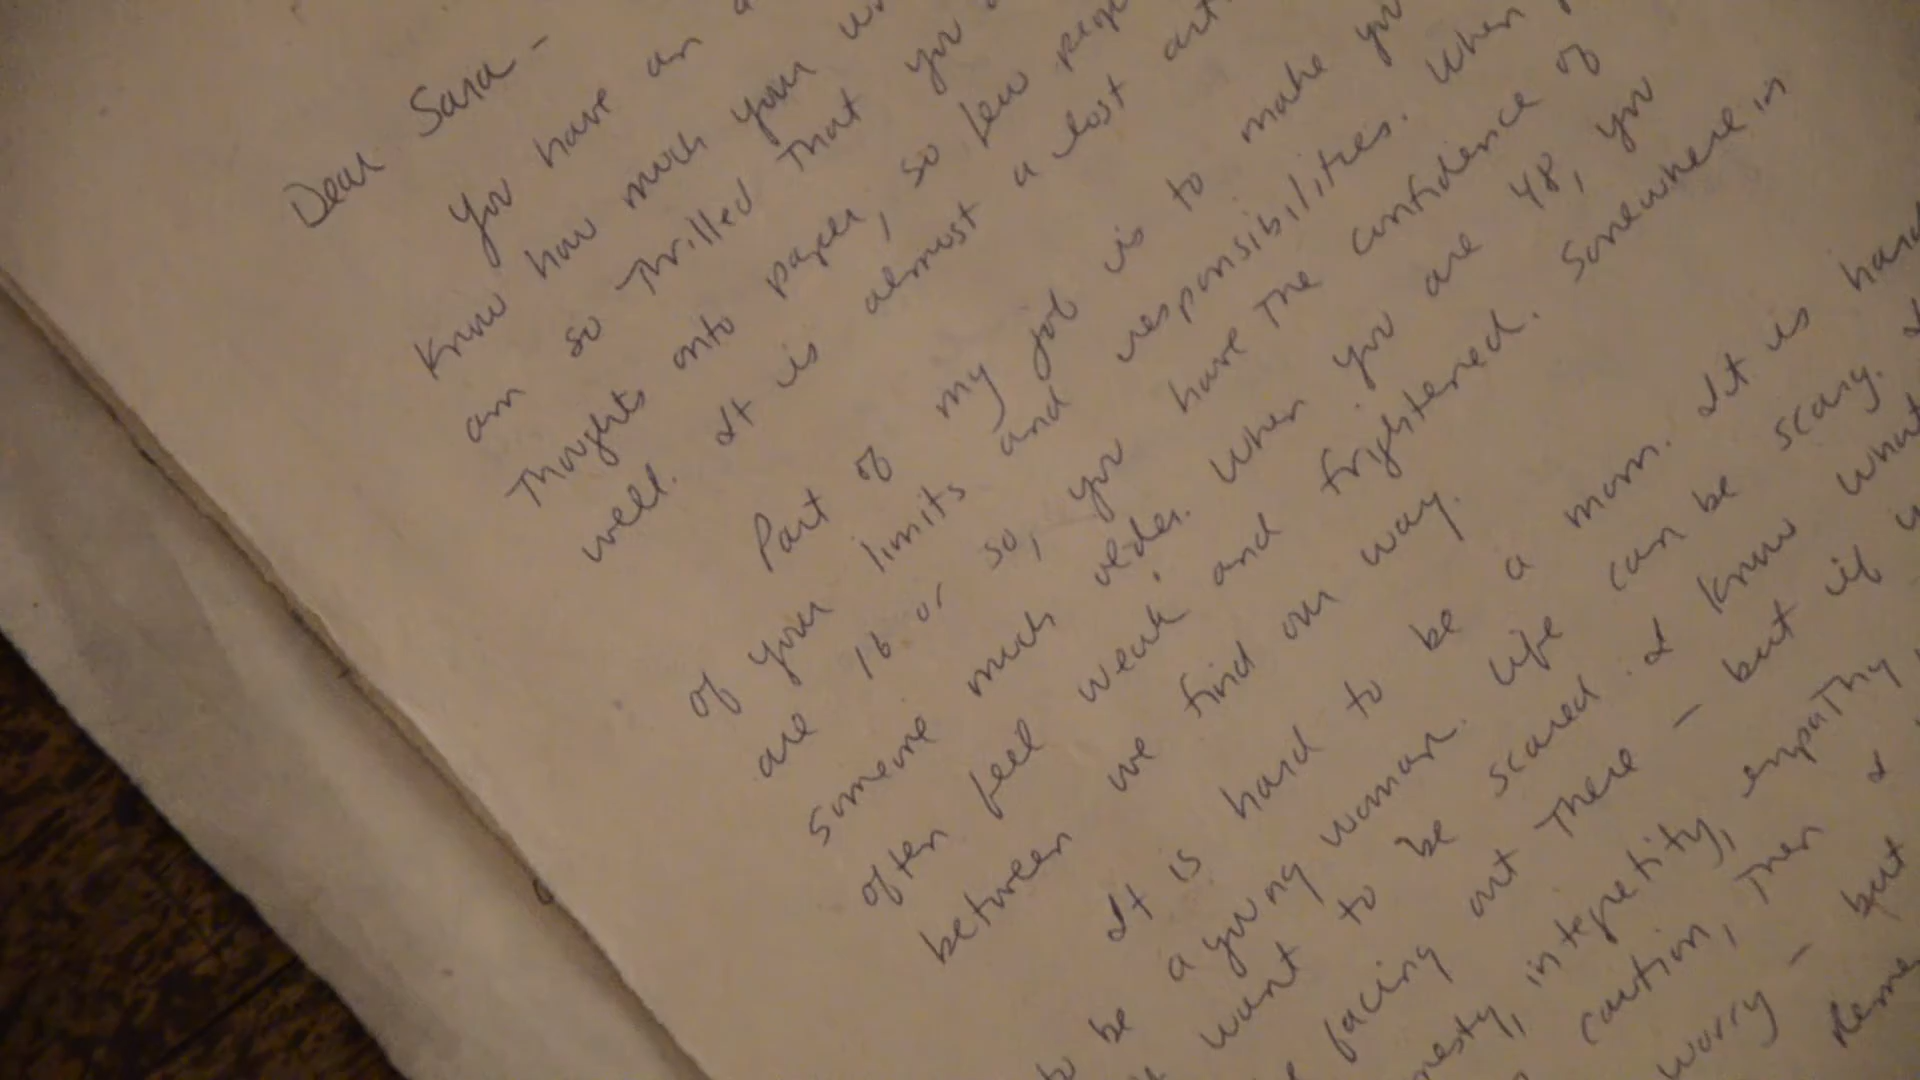 Dear Sara -
You have an
know how much your
am so thrilled that you
thoughts onto paper, so few
well. It is almost a lost
Part of my job is to make you
of your limits and responsibilities. When
are 16 or so, you have the confidence of
someone much older. When you are 48, you
often feel weak and frightened. Somewhere in
between we find our way.
It is hard to be a mom. It is hard
to be a young woman. Life can be scary. I
want to be scared. I know what
facing out there - but if
integrity, empathy
caution, then I
worry - but